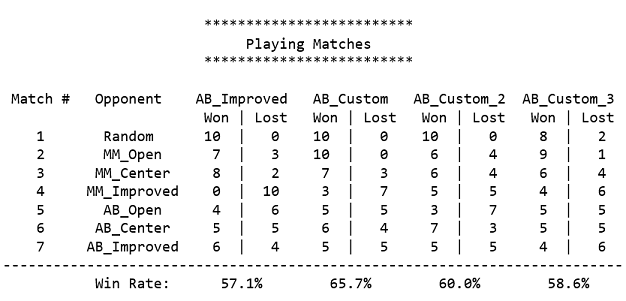 *************************
Playing Matches
*************************
Match # Opponent AB_Improved AB_Custom AB_Custom_2 AB_Custom_3
Won | Lost Won | Lost Won | Lost Won | Lost
1 Random 10 | 0 10 | 0 10 | 0 8 | 2
2 MM_Open 7 | 3 10 | 0 6 | 4 9 | 1
3 MM_Center 8 | 2 7 | 3 6 | 4 6 | 4
4 MM_Improved 0 | 10 3 | 7 5 | 5 4 | 6
5 AB_Open 4 | 6 5 | 5 3 | 7 5 | 5
6 AB_Center 5 | 5 6 | 4 7 | 3 5 | 5
7 AB_Improved 6 | 4 5 | 5 5 | 5 4 | 6
--------------------------------------------------------------------------
Win Rate: 57.1% 65.7% 60.0% 58.6%